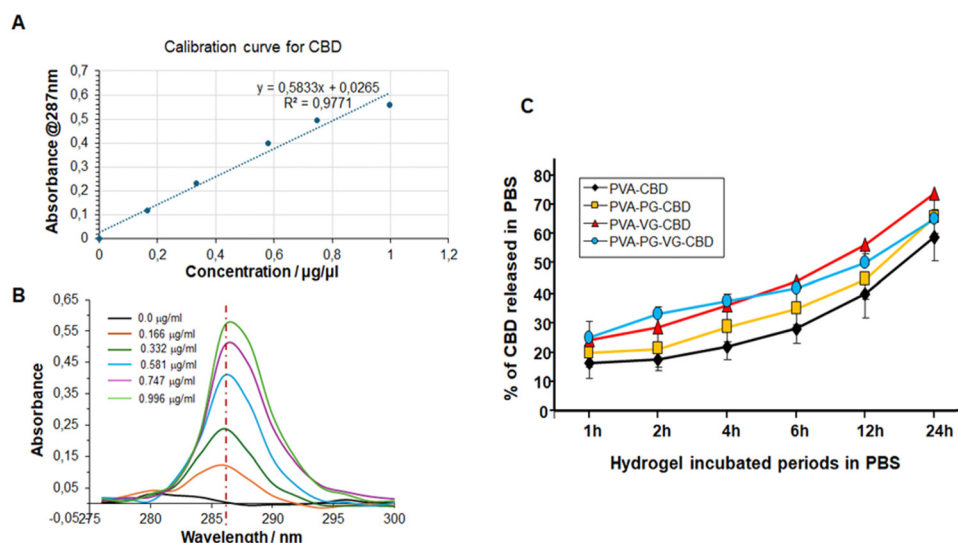 A
Calibration curve for CBD
0,7
0,6
0,5
0,4
0,3
0,2
0,1
0
y = 0,5833x + 0,0265
R² = 0,9771
Absorbance @287nm
0 0,2 0,4 0,6 0,8 1 1,2
Concentration / µg/µl
B
0,65
0,55
0,45
0,35
0,25
0,15
0,05
-0,05
0.0 µg/ml
0.166 µg/ml
0.332 µg/ml
0.581 µg/ml
0.747 µg/ml
0.996 µg/ml
Absorbance
275 280 285 290 295 300
Wavelength / nm
C
80
70
60
50
40
30
20
10
0
PVA-CBD
PVA-PG-CBD
PVA-VG-CBD
PVA-PG-VG-CBD
% of CBD released in PBS
1h 2h 4h 6h 12h 24h
Hydrogel incubated periods in PBS